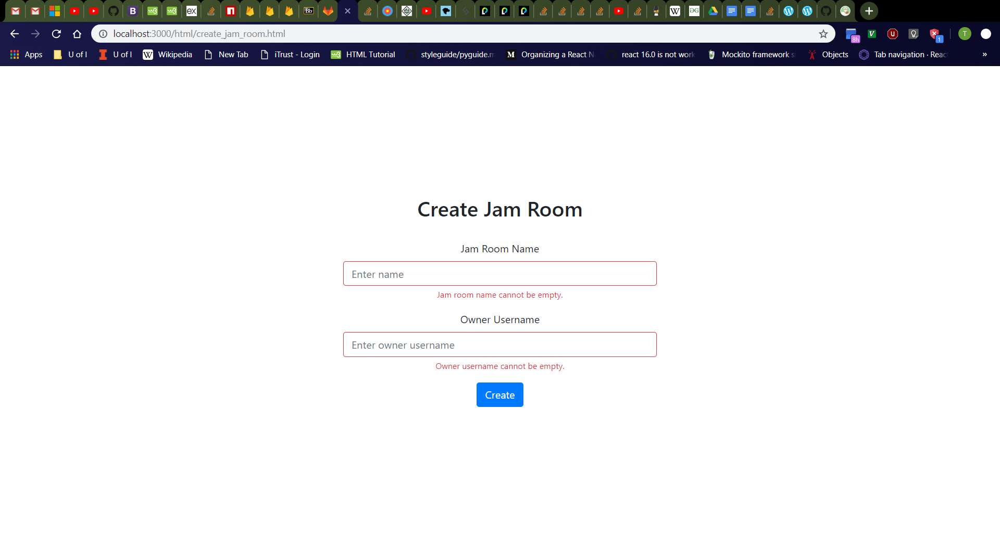 localhost:3000/html/create_jam_room.html
Apps U of I U of I Wikipedia New Tab iTrust - Login HTML Tutorial styleguide/pyguide.m Organizing a React N react 16.0 is not work Mockito framework si Objects Tab navigation · Reac »
Create Jam Room
Jam Room Name
Enter name
Jam room name cannot be empty.
Owner Username
Enter owner username
Owner username cannot be empty.
Create